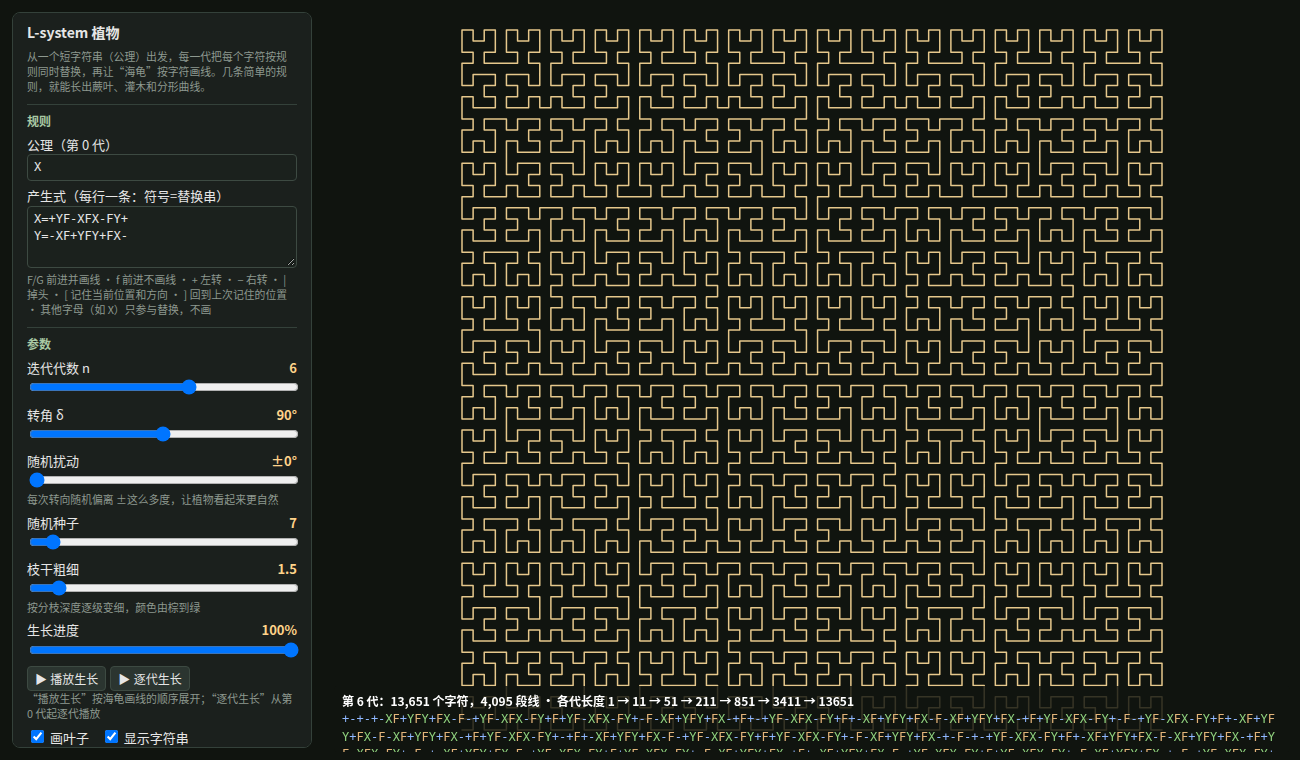 L-system 植物
从一个短字符串（公理）出发，每一代把每个字符按规
则同时替换，再让“海龟”按字符画线。几条简单的规
则，就能长出蕨叶、灌木和分形曲线。
规则
公理（第 0 代）
X
产生式（每行一条：符号=替换串）
X=+YF-XFX-FY+
Y=-XF+YFY+FX-
F/G 前进并画线 · f 前进不画线 · + 左转 · − 右转 · |
掉头 · [ 记住当前位置和方向 · ] 回到上次记住的位置
· 其他字母（如 X）只参与替换，不画
参数
迭代代数 n 6
转角 δ 90°
随机扰动 ±0°
每次转向随机偏离 ±这么多度，让植物看起来更自然
随机种子 7
枝干粗细 1.5
按分枝深度逐级变细，颜色由棕到绿
生长进度 100%
▶ 播放生长 ▶ 逐代生长
“播放生长”按海龟画线的顺序展开；“逐代生长”从第
0 代起逐代播放
画叶子 显示字符串
第 6 代：13,651 个字符，4,095 段线 · 各代长度 1 → 11 → 51 → 211 → 851 → 3411 → 13651